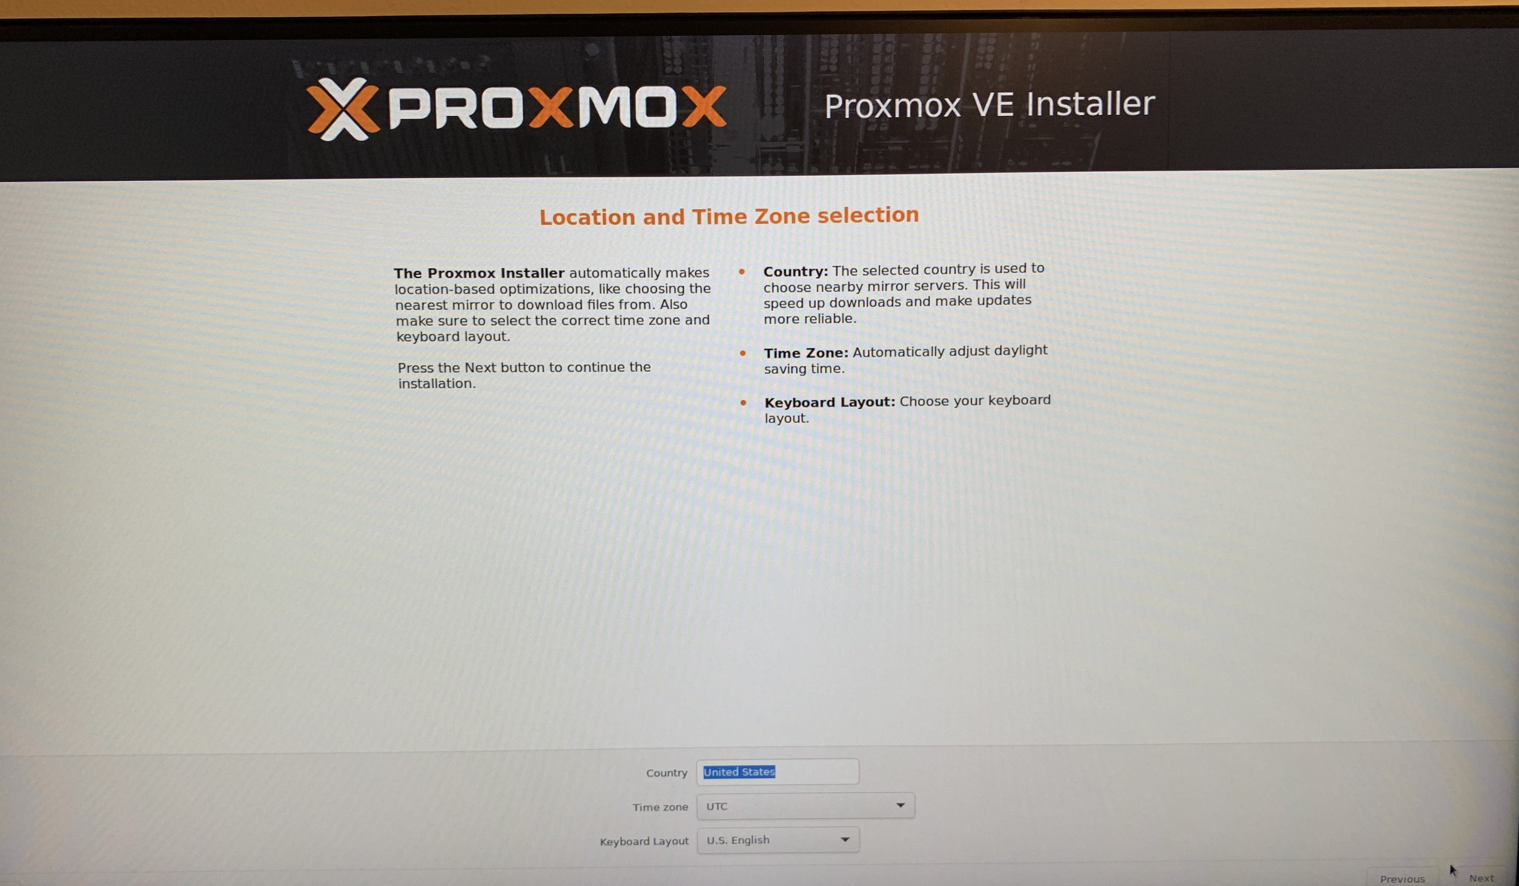 PROXMOX
Proxmox VE Installer
Location and Time Zone selection
The Proxmox Installer automatically makes
location-based optimizations, like choosing the
nearest mirror to download files from. Also
make sure to select the correct time zone and
keyboard layout.
Press the Next button to continue the
installation.
• Country: The selected country is used to
choose nearby mirror servers. This will
speed up downloads and make updates
more reliable.
• Time Zone: Automatically adjust daylight
saving time.
• Keyboard Layout: Choose your keyboard
layout.
Country United States
Time zone UTC
Keyboard Layout U.S. English
Previous Next